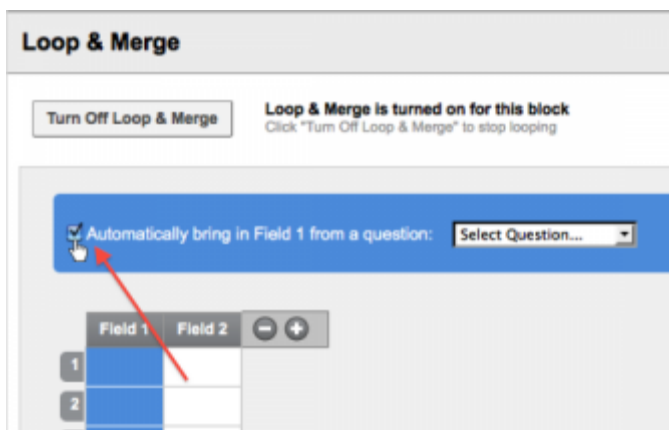 Loop & Merge
Turn Off Loop & Merge
Loop & Merge is turned on for this block
Click "Turn Off Loop & Merge" to stop looping
Automatically bring in Field 1 from a question: Select Question...
Field 1 Field 2
1
2